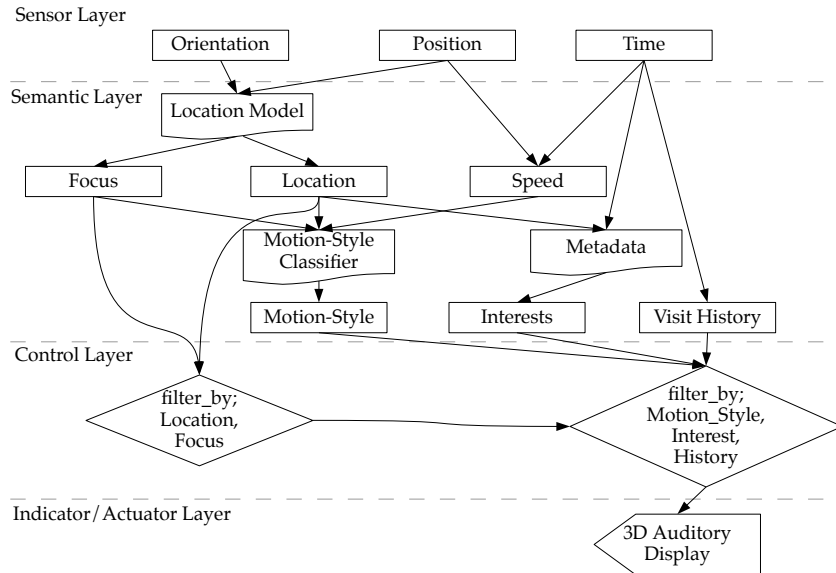 Sensor Layer
Orientation
Position
Time
Semantic Layer
Location Model
Focus
Location
Speed
Motion-Style
Classifier
Metadata
Motion-Style
Interests
Visit History
Control Layer
filter_by;
Location,
Focus
filter_by;
Motion_Style,
Interest,
History
Indicator/Actuator Layer
3D Auditory
Display